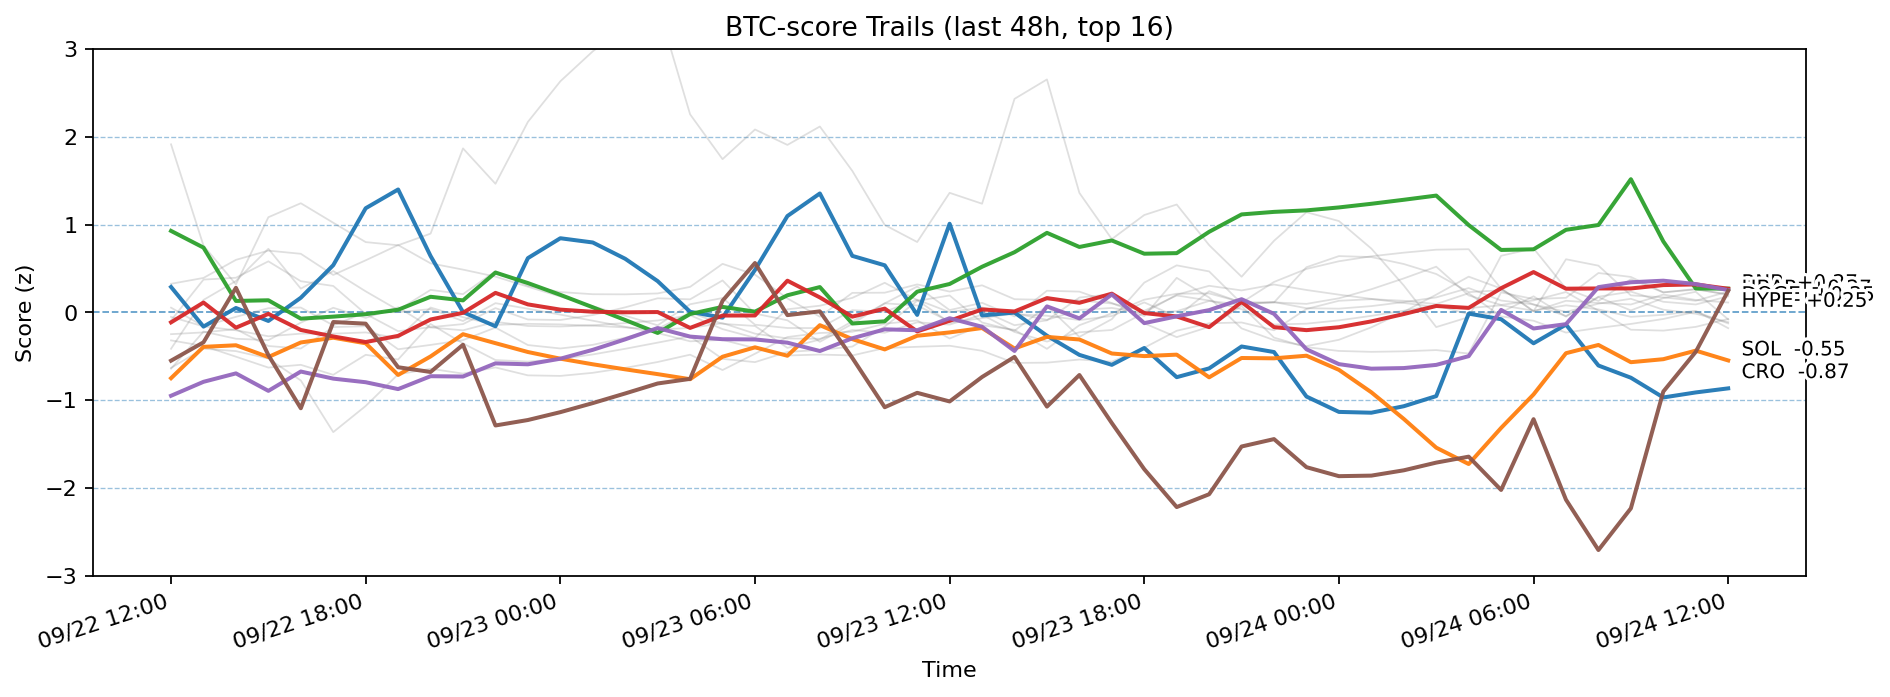 BTC-score Trails (last 48h, top 16)
Score (z)
3
2
1
0
−1
−2
−3
HYPE +0.25
SOL -0.55
CRO -0.87
09/22 12:00
09/22 18:00
09/23 00:00
09/23 06:00
09/23 12:00
09/23 18:00
09/24 00:00
09/24 06:00
09/24 12:00
Time